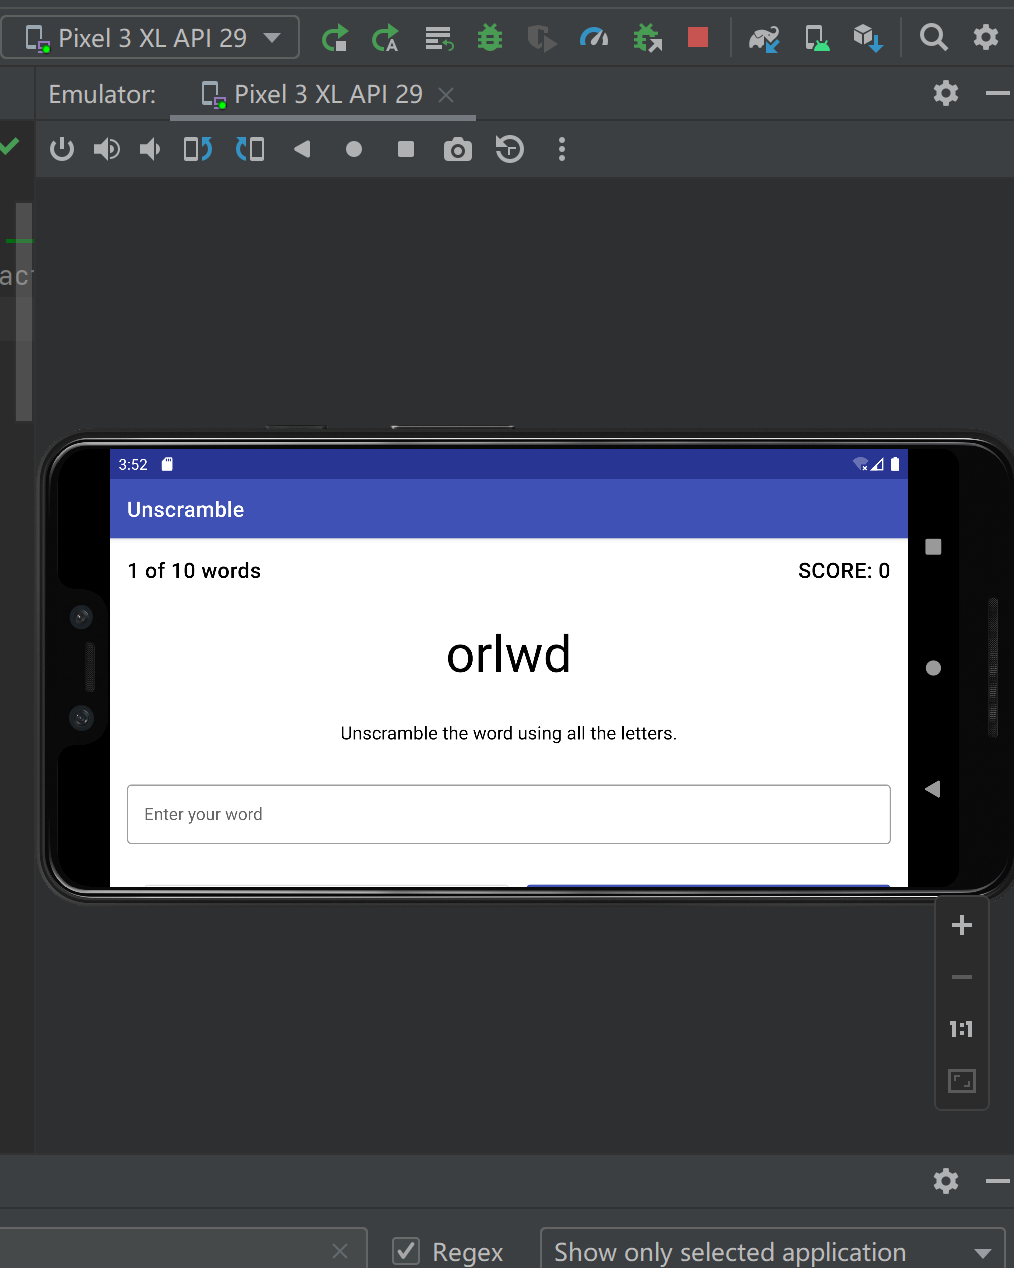 Pixel 3 XL API 29
Emulator:
Pixel 3 XL API 29
3:52
Unscramble
1 of 10 words
SCORE: 0
orlwd
Unscramble the word using all the letters.
Enter your word
1:1
Regex
Show only selected application